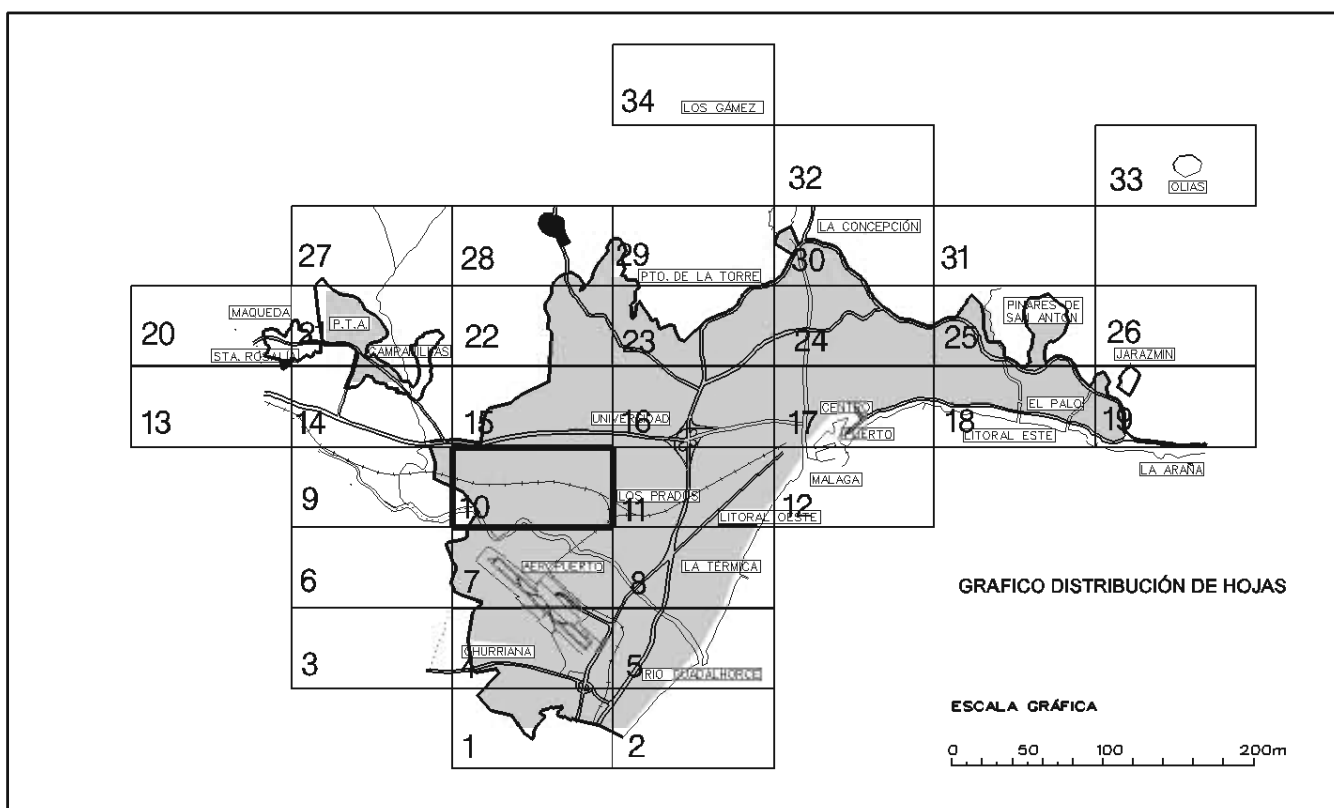 34
LOS GÁMEZ
32
33
OLIAS
LA CONCEPCIÓN
27
28
29
30
31
PTO. DE LA TORRE
MAQUEDA
P.T.A.
PINARES DE
SAN ANTÓN
20
21
22
23
24
25
26
STA. ROSALIA
CAMPANILLAS
JARAZMIN
13
14
15
UNIVERSIDAD
16
17
CENTRO
PUERTO
18
EL PALO
19
LITORAL ESTE
LA ARAÑA
MALAGA
9
10
LOS PRADOS
11
LITORAL OESTE
12
6
7
AEROPUERTO
8
LA TÉRMICA
GRAFICO DISTRIBUCIÓN DE HOJAS
3
CHURRIANA
5
RIO GUADALHORCE
1
2
ESCALA GRÁFICA
0 50 100 200m